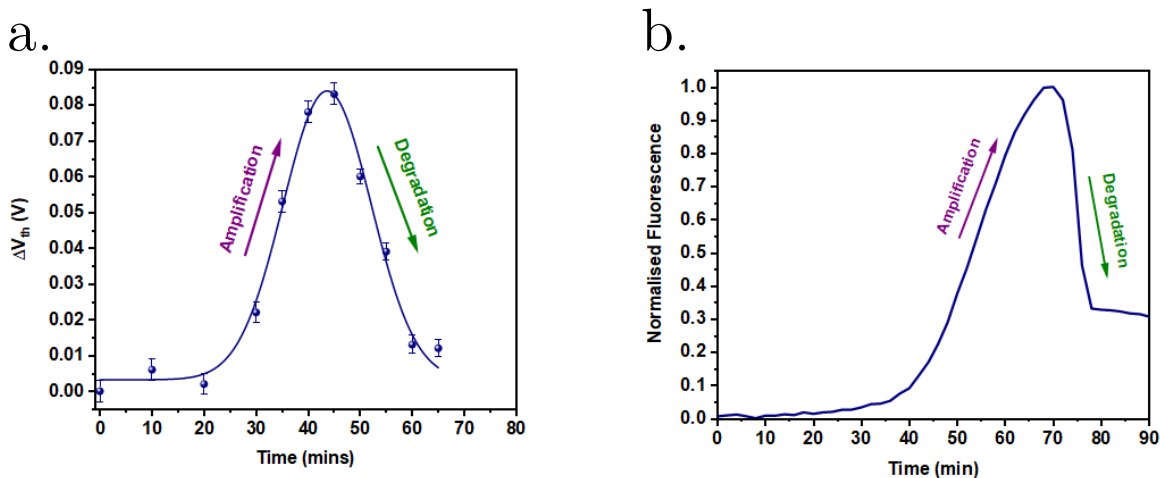 a.
0.09
0.08
0.07
0.06
0.05
0.04
0.03
0.02
0.01
0.00
ΔVth (V)
Amplification
Degradation
0 10 20 30 40 50 60 70 80
Time (mins)
b.
1.0
0.9
0.8
0.7
0.6
0.5
0.4
0.3
0.2
0.1
0.0
Normalised Fluorescence
Amplification
Degradation
0 10 20 30 40 50 60 70 80 90
Time (min)